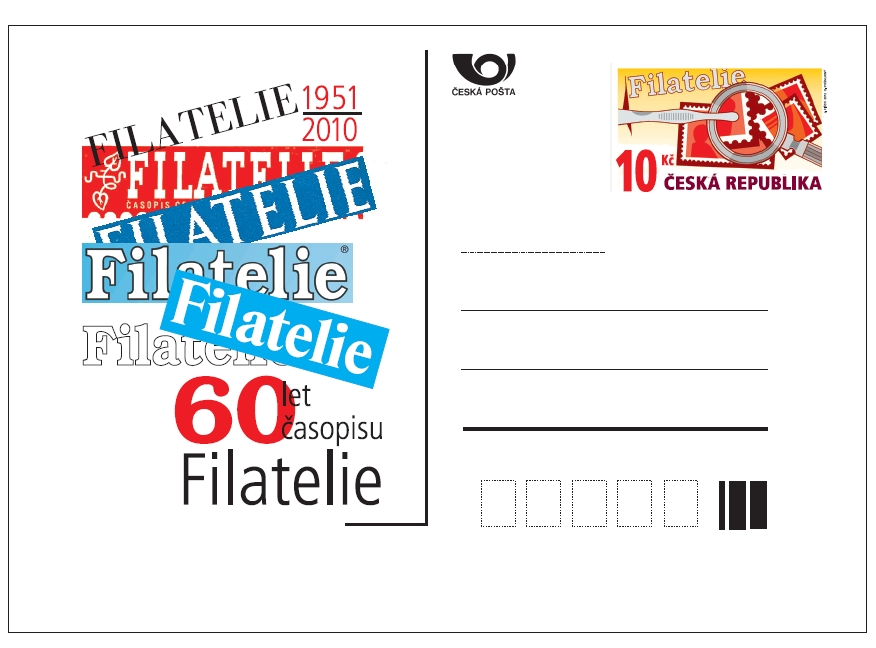 FILATELIE 1951
2010
FILATELIE
ČASOPIS
FILATELIE
Filatelie®
Filatelie
Filatelie
60 let
časopisu
Filatelie
ČESKÁ POŠTA
Filatelie
10 Kč
ČESKÁ REPUBLIKA